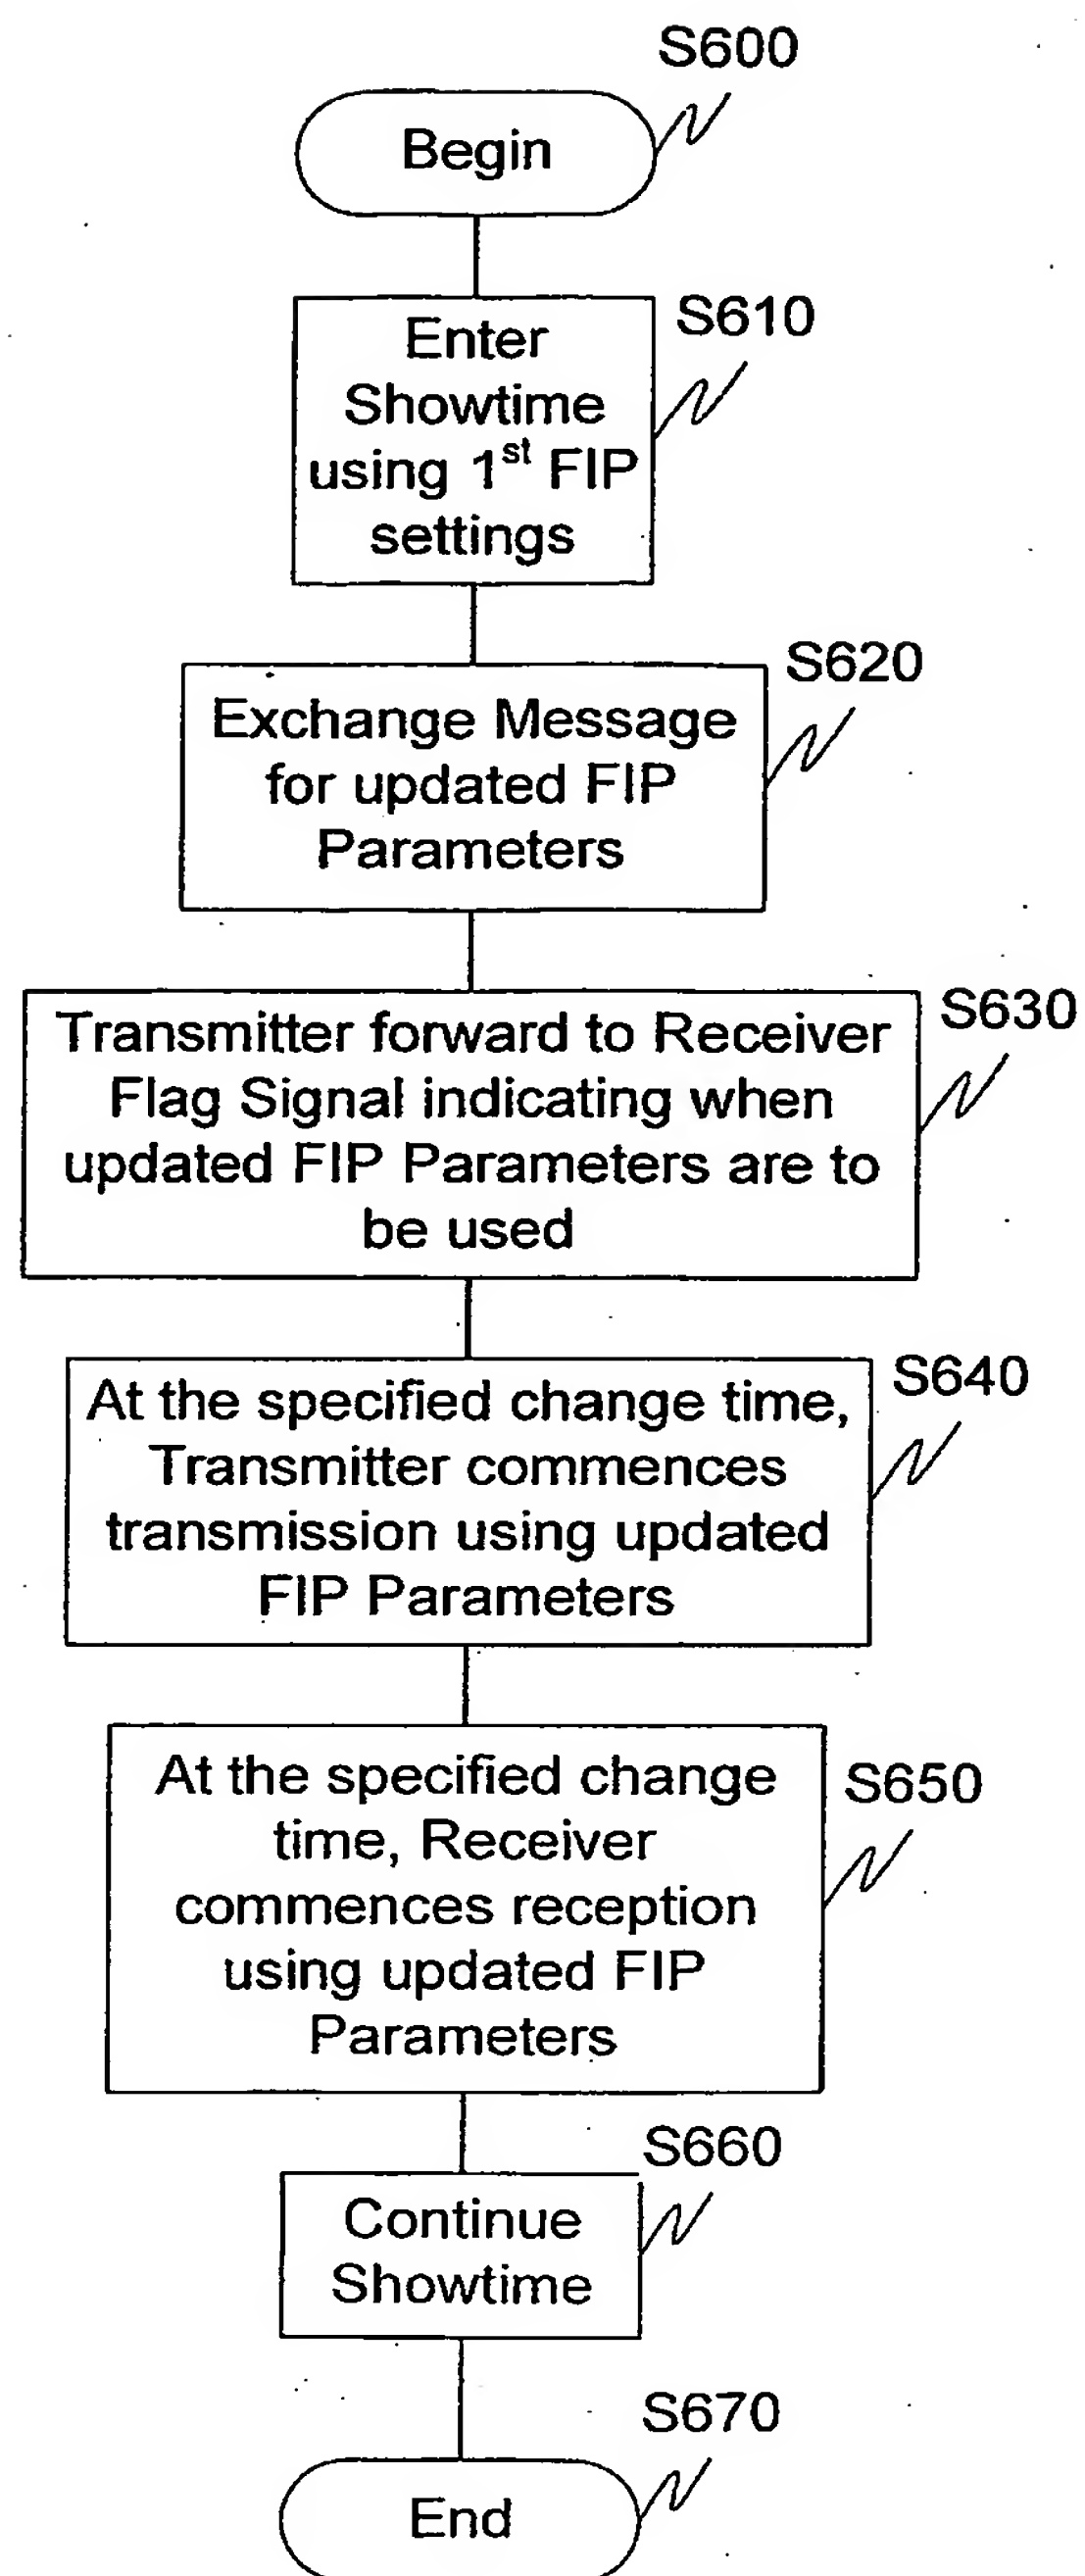 S600
Begin
S610
Enter
Showtime
using 1st FIP
settings
S620
Exchange Message
for updated FIP
Parameters
S630
Transmitter forward to Receiver
Flag Signal indicating when
updated FIP Parameters are to
be used
S640
At the specified change time,
Transmitter commences
transmission using updated
FIP Parameters
S650
At the specified change
time, Receiver
commences reception
using updated FIP
Parameters
S660
Continue
Showtime
S670
End